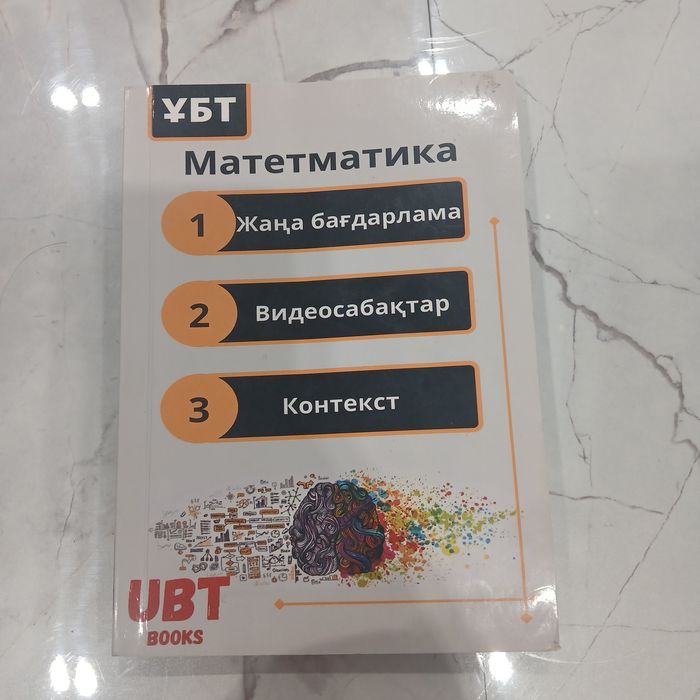 ҰБТ
Матетматика
1 Жаңа бағдарлама
2 Видеосабақтар
3 Контекст
UBT
BOOKS